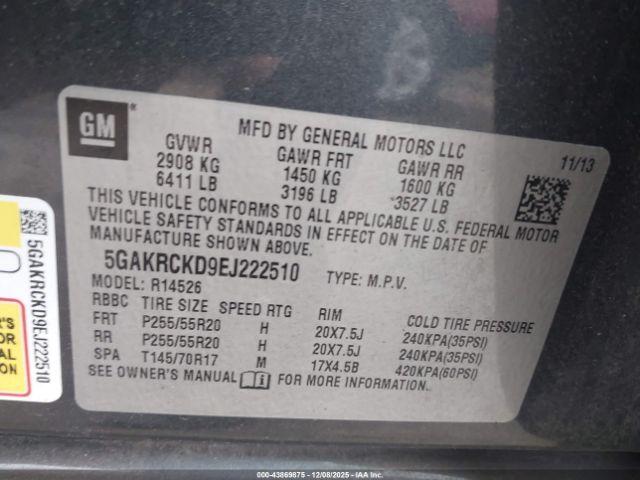 GM
MFD BY GENERAL MOTORS LLC
11/13
GVWR GAWR FRT GAWR RR
2908 KG 1450 KG 1600 KG
6411 LB 3196 LB 3527 LB
THIS VEHICLE CONFORMS TO ALL APPLICABLE U.S. FEDERAL MOTOR
VEHICLE SAFETY STANDARDS IN EFFECT ON THE DATE OF
MANUFACTURE SHOWN ABOVE.
5GAKRCKD9EJ222510 TYPE: M.P.V.
MODEL: R14526
RBBC TIRE SIZE SPEED RTG RIM COLD TIRE PRESSURE
FRT P255/55R20 H 20X7.5J 240KPA(35PSI)
RR P255/55R20 H 20X7.5J 240KPA(35PSI)
SPA T145/70R17 M 17X4.5B 420KPA(60PSI)
SEE OWNER'S MANUAL FOR MORE INFORMATION.
5GAKRCKD9EJ222510
© 2000-43869875 - 12/08/2025 - IAA Inc.